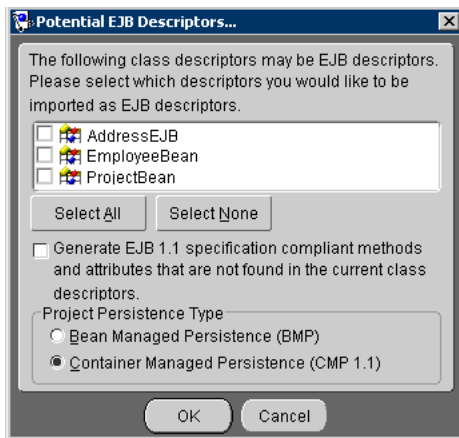 Potential EJB Descriptors...
The following class descriptors may be EJB descriptors.
Please select which descriptors you would like to be
imported as EJB descriptors.
AddressEJB
EmployeeBean
ProjectBean
Select All Select None
Generate EJB 1.1 specification compliant methods
and attributes that are not found in the current class
descriptors.
Project Persistence Type
Bean Managed Persistence (BMP)
Container Managed Persistence (CMP 1.1)
OK Cancel